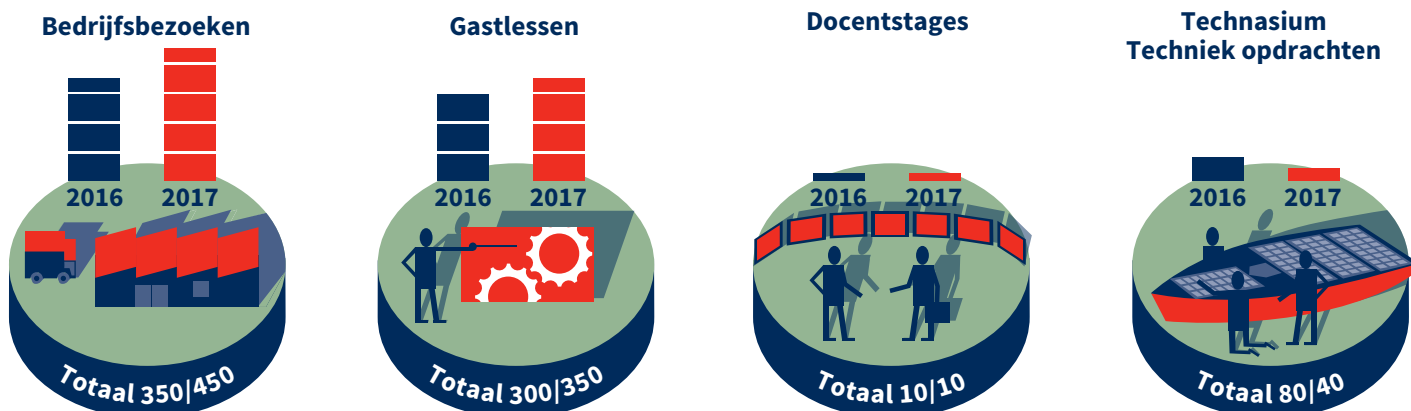 Bedrijfsbezoeken
2016 2017
Totaal 350/450
Gastlessen
2016 2017
Totaal 300/350
Docentstages
2016 2017
Totaal 10/10
Technasium
Techniek opdrachten
2016 2017
Totaal 80/40